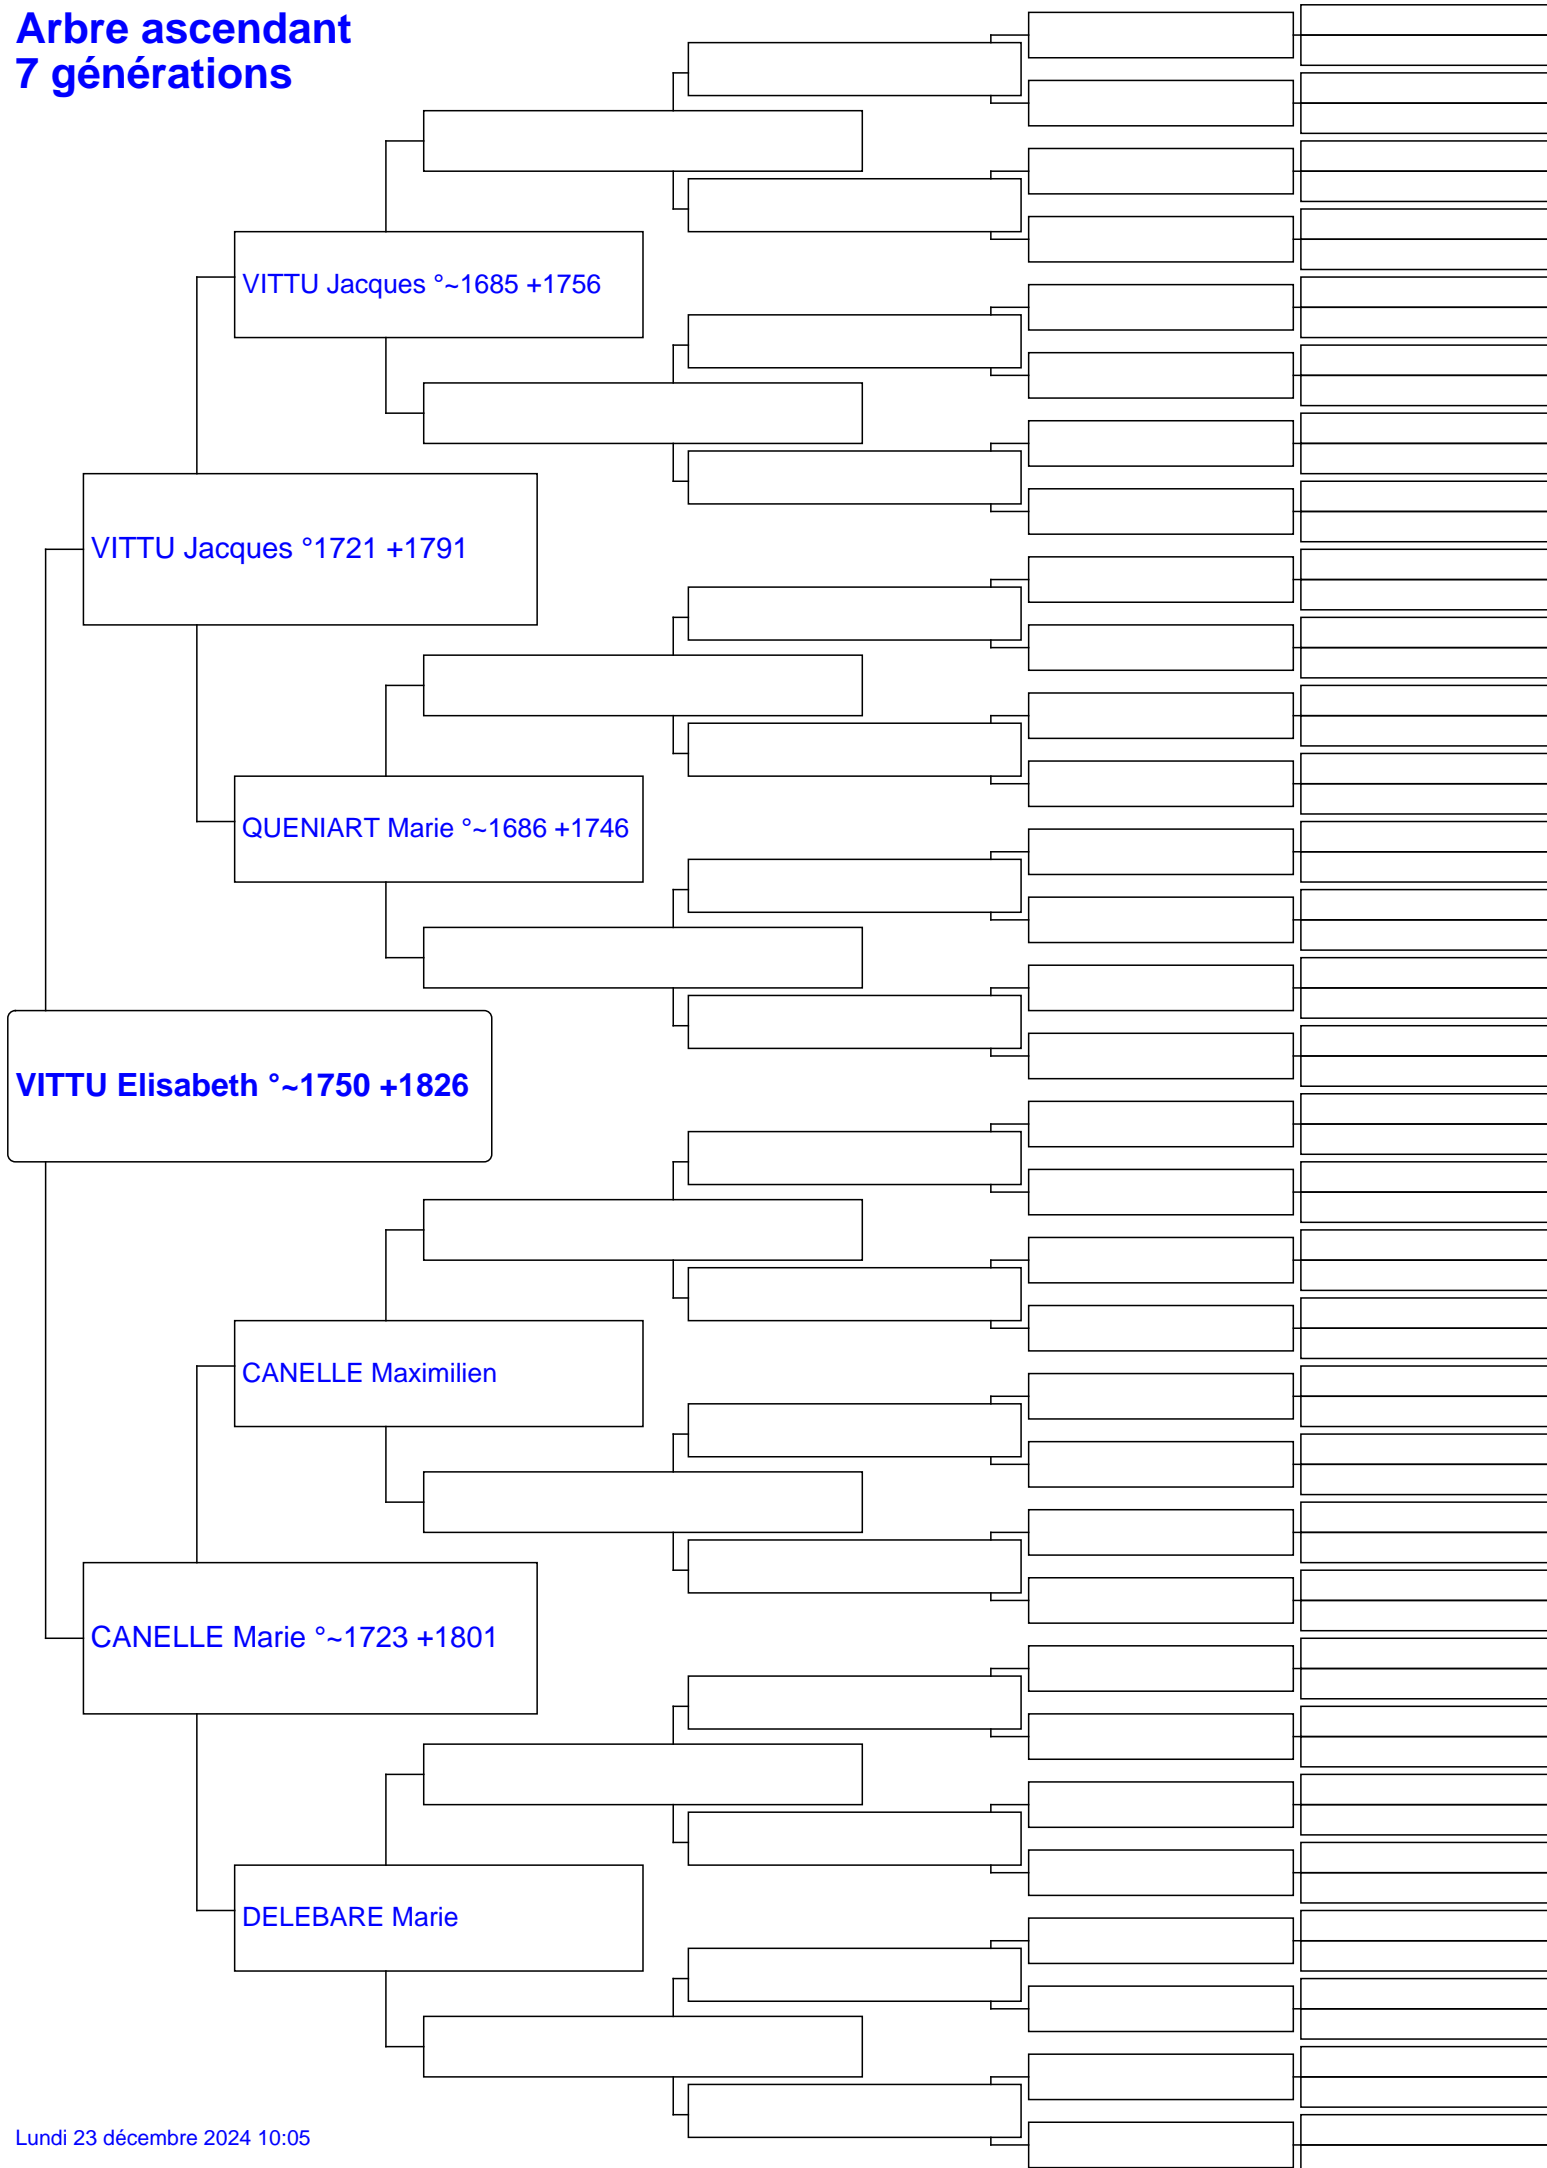 Arbre ascendant
7 générations
VITTU Jacques °~1685 +1756
VITTU Jacques °1721 +1791
QUENIART Marie °~1686 +1746
VITTU Elisabeth °~1750 +1826
CANELLE Maximilien
CANELLE Marie °~1723 +1801
DELEBARE Marie
Lundi 23 décembre 2024 10:05